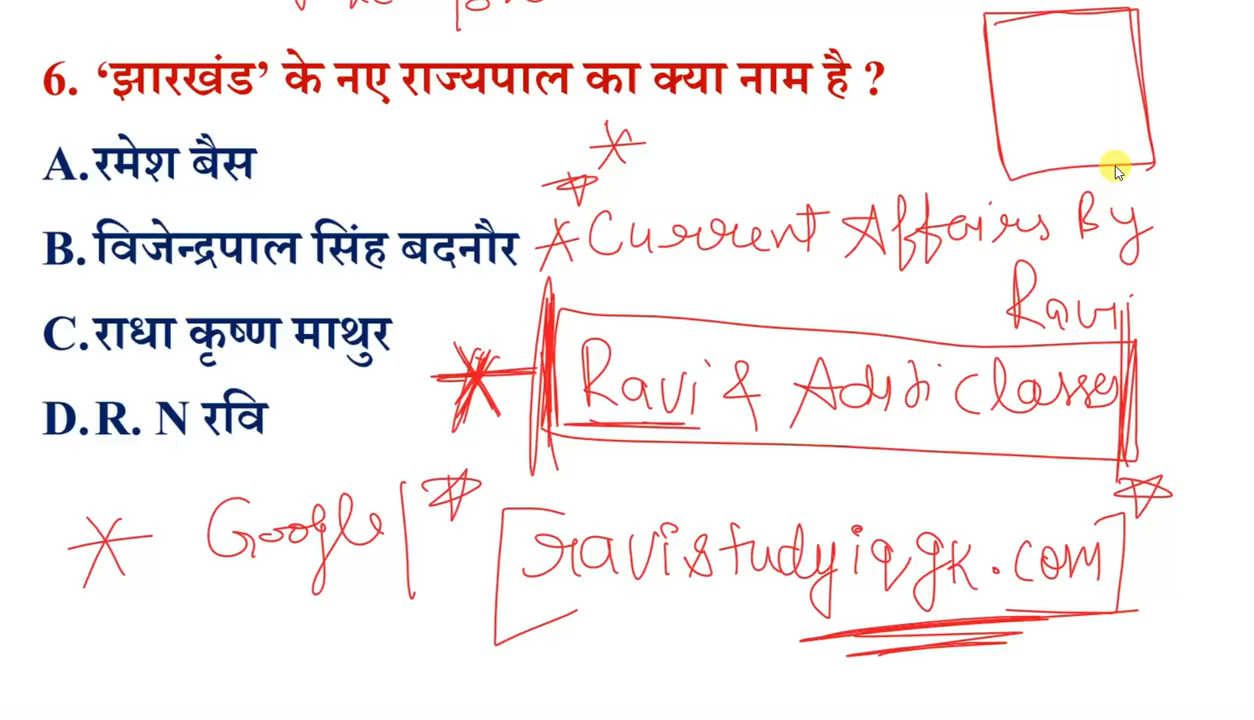 6. ‘झारखंड’ के नए राज्यपाल का क्या नाम है ?
A.रमेश बैस
B.विजेन्द्रपाल सिंह बदनौर
C.राधा कृष्ण माथुर
D.R. N रवि
Current Affairs By
Ravi
Ravi & Aditi classes
Google
ravistudyiqgk.com